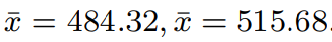 x̄ = 484.32, x̄ = 515.68.